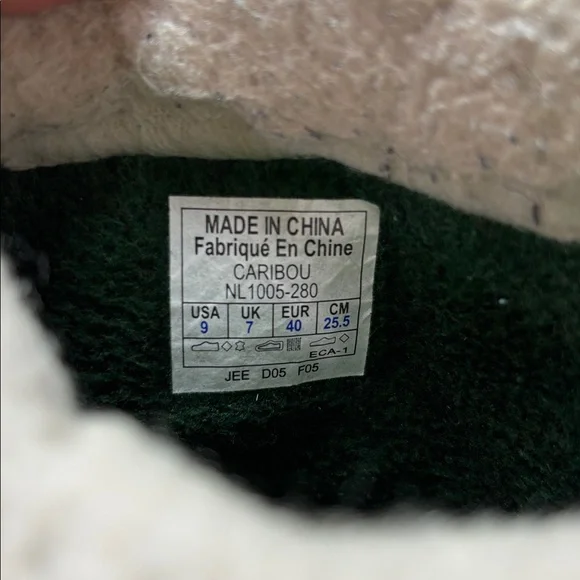 MADE IN CHINA
Fabriqué En Chine
CARIBOU
NL1005-280
USA UK EUR CM
9 7 40 25.5
ECA-1
JEE D05 F05